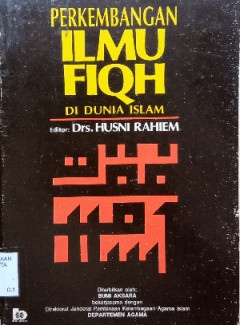 PERKEMBANGAN
ILMU
FIQH
DI DUNIA ISLAM
Editor: Drs. HUSNI RAHIEM
Diterbitkan oleh:
BUMI AKSARA
bekerjasama dengan
Direktorat Jenderal Pembinaan Kelembagaan Agama Islam
DEPARTEMEN AGAMA